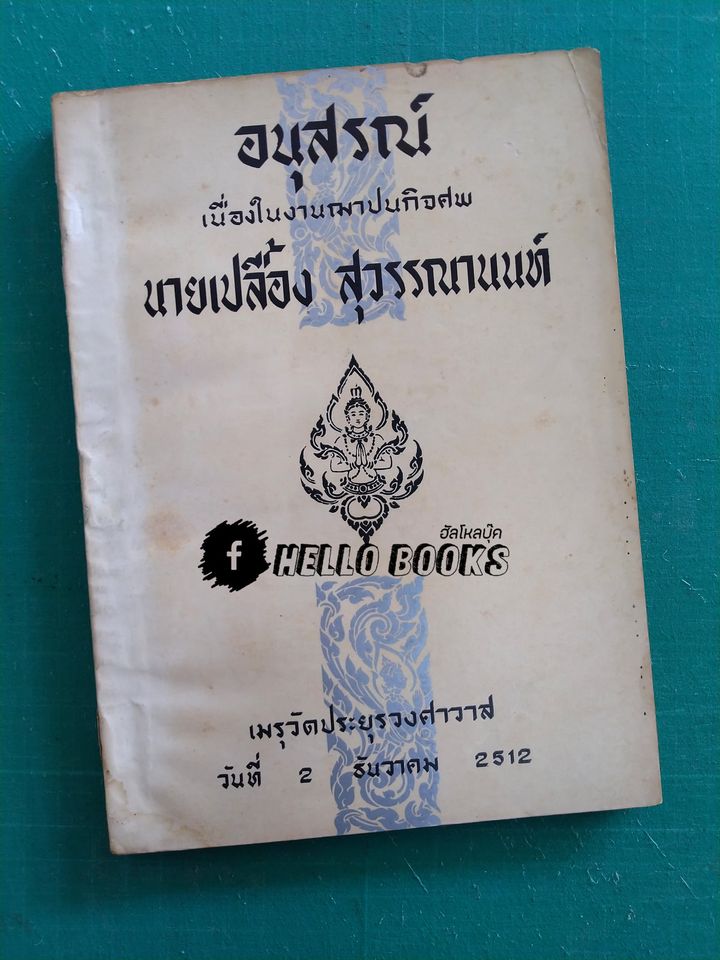 อนุสรณ์
เนื่องในงานฌาปนกิจศพ
นายเปลื้อง สุวรรณานนท์
ฮัลโหลบุ๊ค
f HELLO BOOKS
เมรุวัดประยุรวงศาวาส
วันที่ 2 ธันวาคม 2512